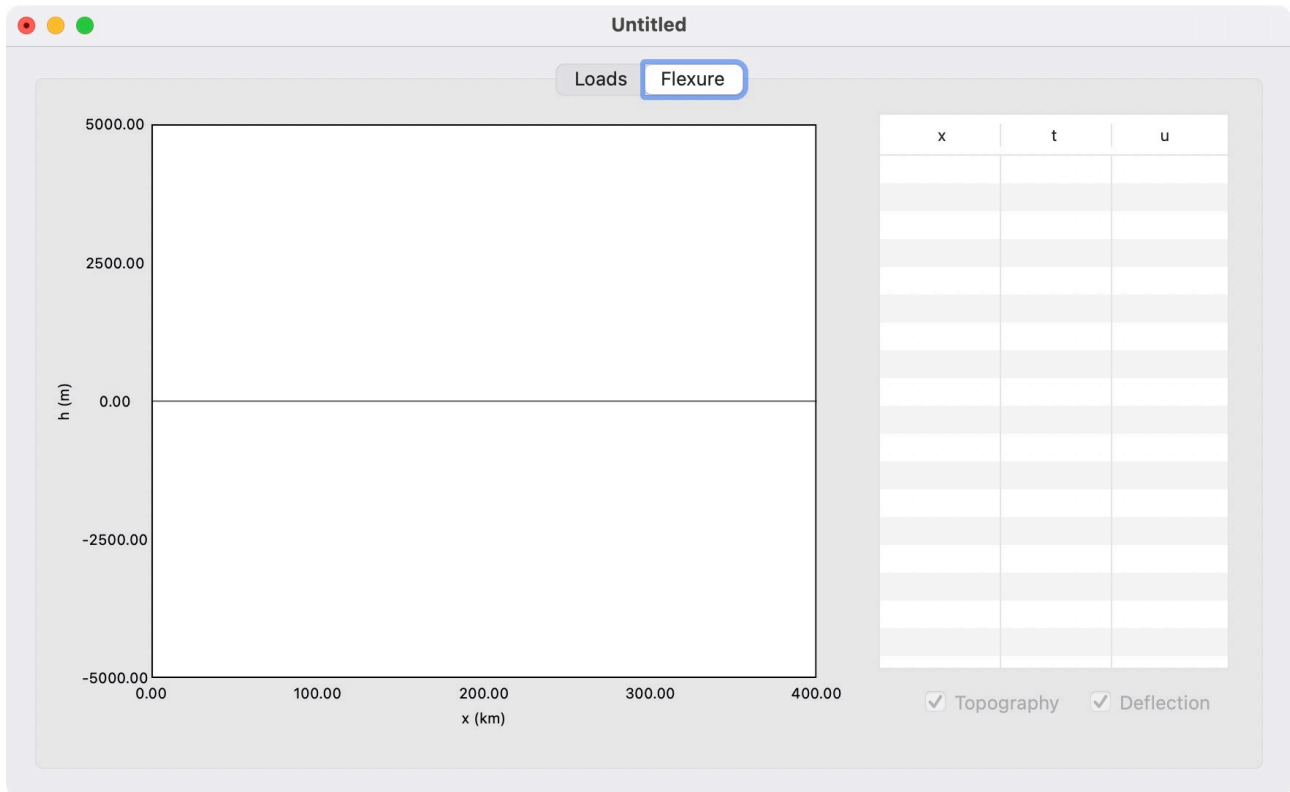 Untitled
Loads Flexure
5000.00
2500.00
0.00
-2500.00
-5000.00
h (m)
0.00 100.00 200.00 300.00 400.00
x (km)
x t u
Topography Deflection